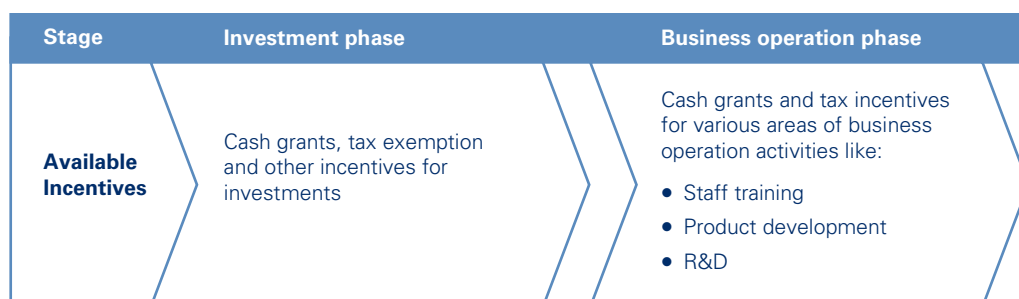 Stage
Investment phase
Business operation phase
Available
Incentives
Cash grants, tax exemption
and other incentives for
investments
Cash grants and tax incentives
for various areas of business
operation activities like:
• Staff training
• Product development
• R&D